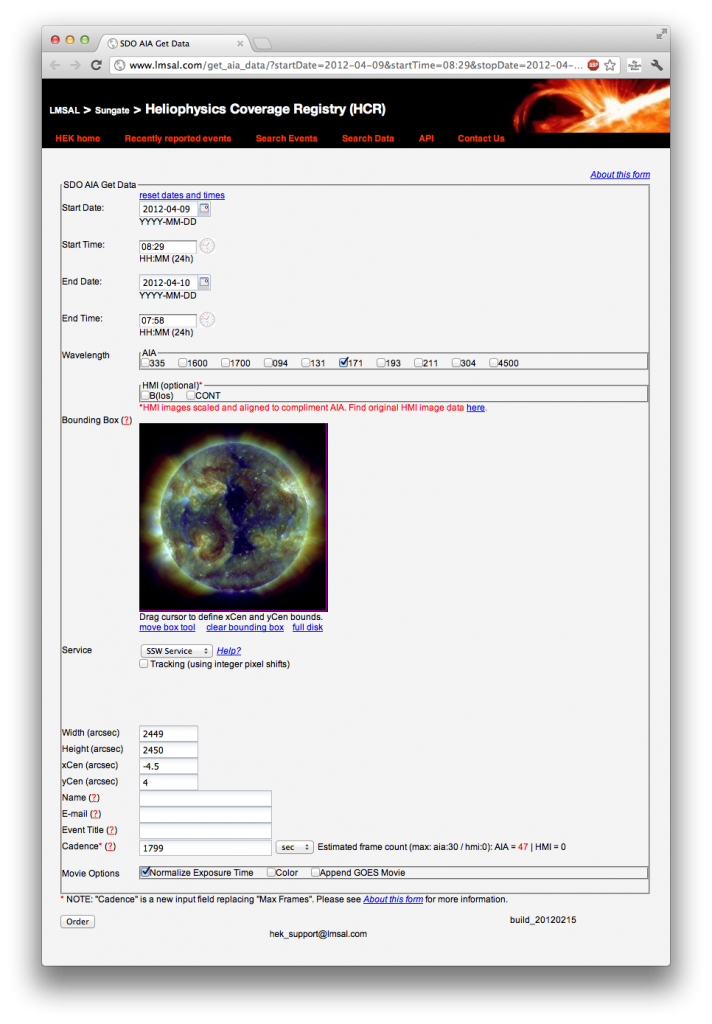 SDO AIA Get Data
www.lmsal.com/get_aia_data/?startDate=2012-04-09&startTime=08:29&stopDate=2012-04-...
LMSAL > Sungate > Heliophysics Coverage Registry (HCR)
HEK home Recently reported events Search Events Search Data API Contact Us
About this form
SDO AIA Get Data
reset dates and times
Start Date: 2012-04-09
YYYY-MM-DD
Start Time: 08:29
HH:MM (24h)
End Date: 2012-04-10
YYYY-MM-DD
End Time: 07:58
HH:MM (24h)
Wavelength AIA
335 1600 1700 094 131 171 193 211 304 4500
HMI (optional)*
B(los) CONT
*HMI images scaled and aligned to compliment AIA. Find original HMI image data here.
Bounding Box (?)
Drag cursor to define xCen and yCen bounds.
move box tool clear bounding box full disk
Service SSW Service Help?
Tracking (using integer pixel shifts)
Width (arcsec) 2449
Height (arcsec) 2450
xCen (arcsec) -4.5
yCen (arcsec) 4
Name (?)
E-mail (?)
Event Title (?)
Cadence* (?) 1799 sec Estimated frame count (max: aia:30 / hmi:0): AIA = 47 | HMI = 0
Movie Options Normalize Exposure Time Color Append GOES Movie
* NOTE: "Cadence" is a new input field replacing "Max Frames". Please see About this form for more information.
Order build_20120215
hek_support@lmsal.com